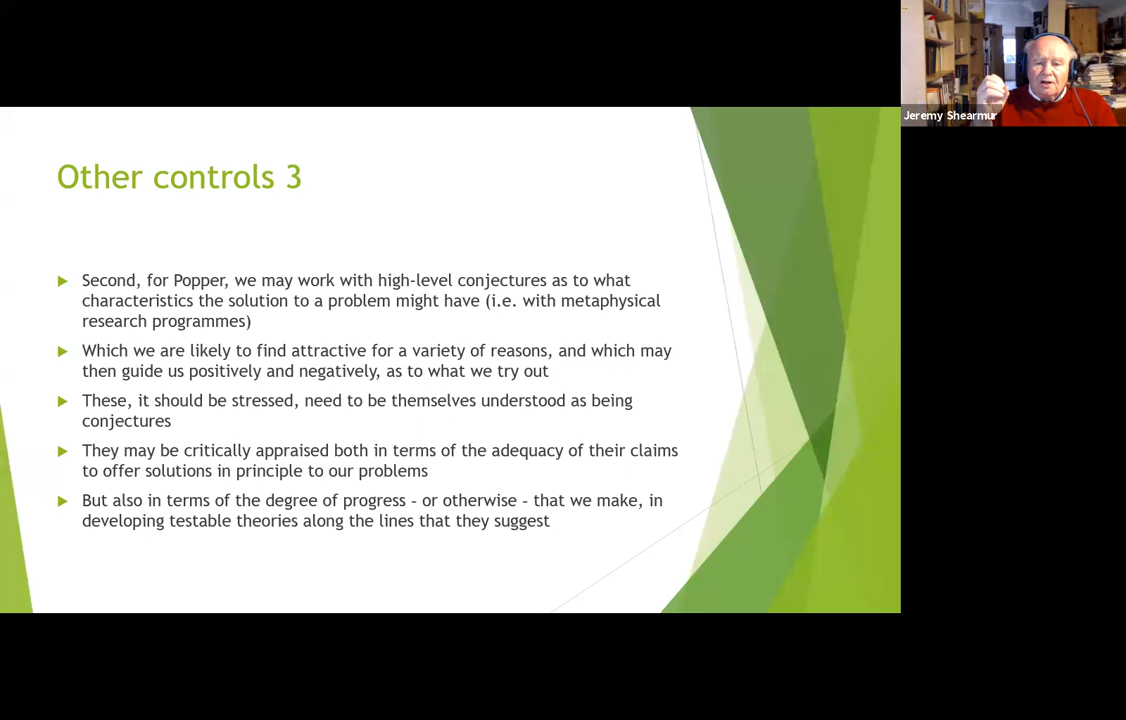 Jeremy Shearmur
Other controls 3
Second, for Popper, we may work with high-level conjectures as to what
characteristics the solution to a problem might have (i.e. with metaphysical
research programmes)
Which we are likely to find attractive for a variety of reasons, and which may
then guide us positively and negatively, as to what we try out
These, it should be stressed, need to be themselves understood as being
conjectures
They may be critically appraised both in terms of the adequacy of their claims
to offer solutions in principle to our problems
But also in terms of the degree of progress – or otherwise – that we make, in
developing testable theories along the lines that they suggest